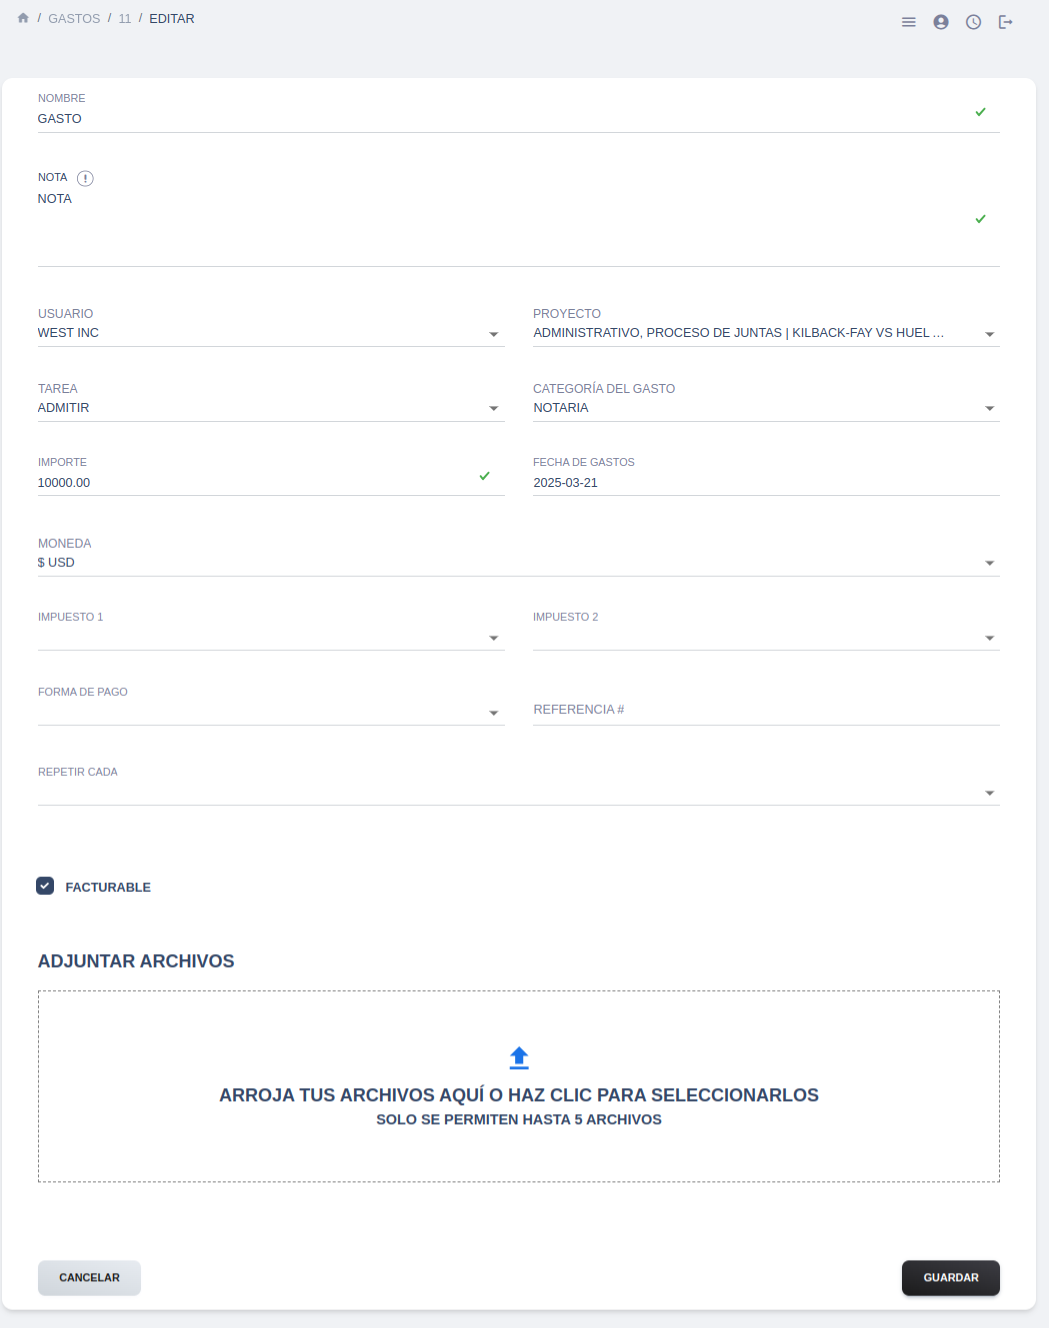 / GASTOS / 11 / EDITAR
NOMBRE
GASTO
NOTA
NOTA
USUARIO
WEST INC
PROYECTO
ADMINISTRATIVO, PROCESO DE JUNTAS | KILBACK-FAY VS HUEL ...
TAREA
ADMITIR
CATEGORÍA DEL GASTO
NOTARIA
IMPORTE
10000.00
FECHA DE GASTOS
2025-03-21
MONEDA
$ USD
IMPUESTO 1
IMPUESTO 2
FORMA DE PAGO
REFERENCIA #
REPETIR CADA
FACTURABLE
ADJUNTAR ARCHIVOS
ARROJA TUS ARCHIVOS AQUÍ O HAZ CLIC PARA SELECCIONARLOS
SOLO SE PERMITEN HASTA 5 ARCHIVOS
CANCELAR
GUARDAR